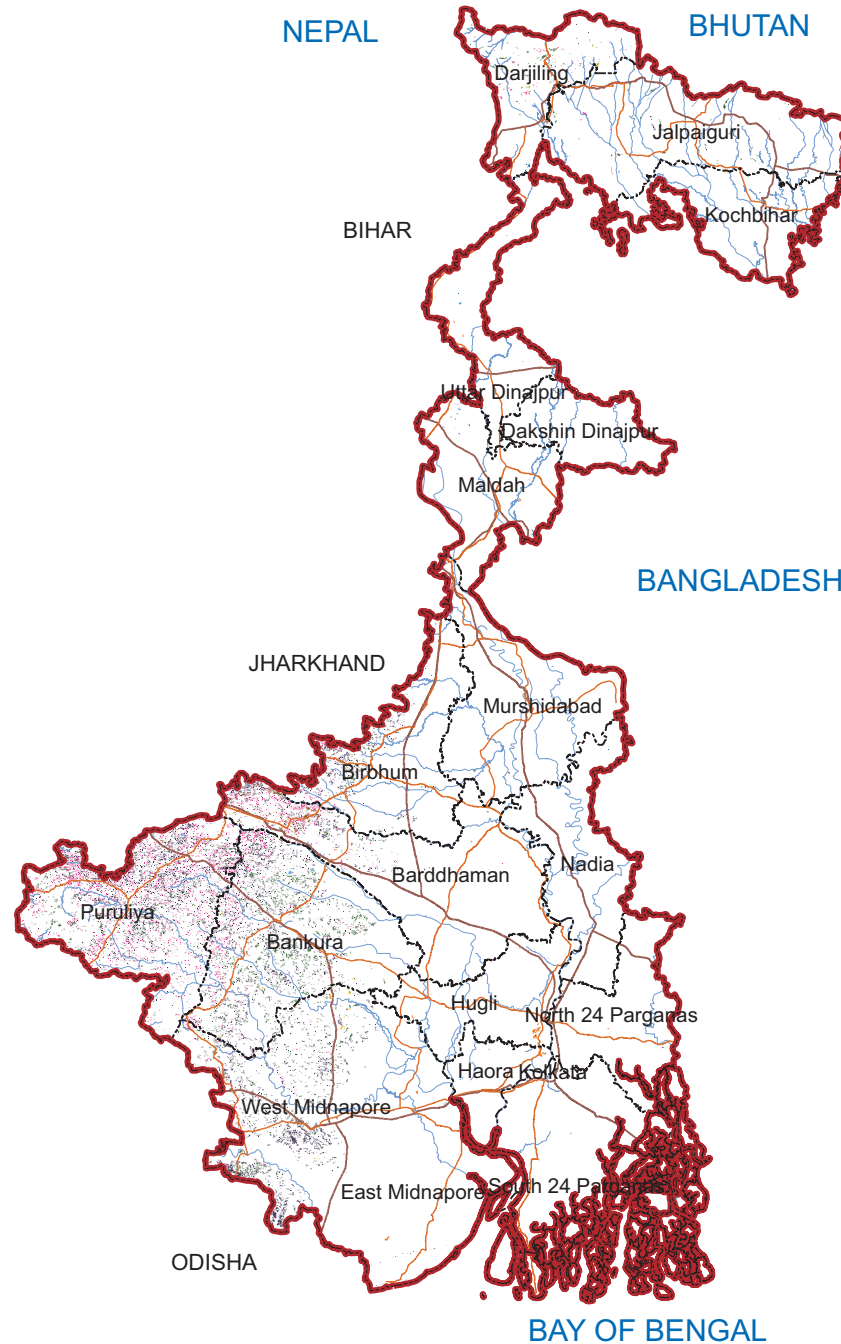 NEPAL
BHUTAN
Darjiling
Jalpaiguri
Kochbihar
BIHAR
Uttar Dinajpur
Dakshin Dinajpur
Maldah
BANGLADESH
JHARKHAND
Murshidabad
Birbhum
Nadia
Barddhaman
Puruliya
Bankura
Hugli
North 24 Parganas
Haora
Kolkata
West Midnapore
East Midnapore
South 24 Parganas
ODISHA
BAY OF BENGAL